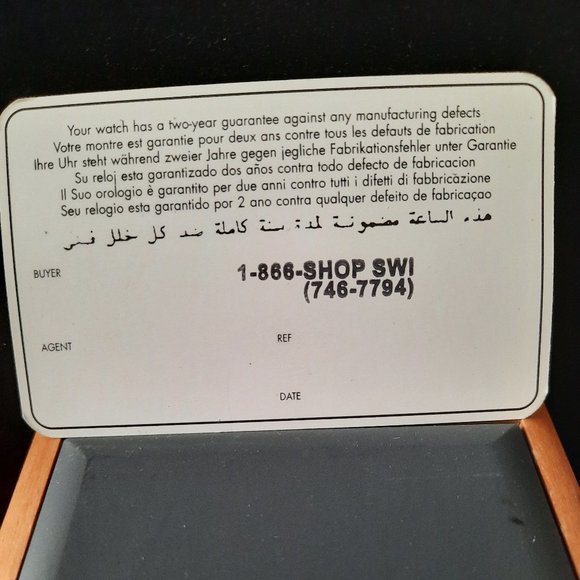 Your watch has a two-year guarantee against any manufacturing defects
Votre montre est garantie pour deux ans contre tous les defauts de fabrication
Ihre Uhr steht während zweier Jahre gegen jegliche Fabrikationsfehler unter Garantie
Su reloj esta garantizado dos años contra todo defecto de fabricacion
Il Suo orologio è garantito per due anni contro tutti i difetti di fabbricàzione
Seu relogio esta garantido por 2 ano contra qualquer defeito de fabricaçao
هذه الساعة مضمونة لمدة سنة كاملة ضد كل خلل فني
BUYER
1-866-SHOP SWI
(746-7794)
AGENT
REF
DATE